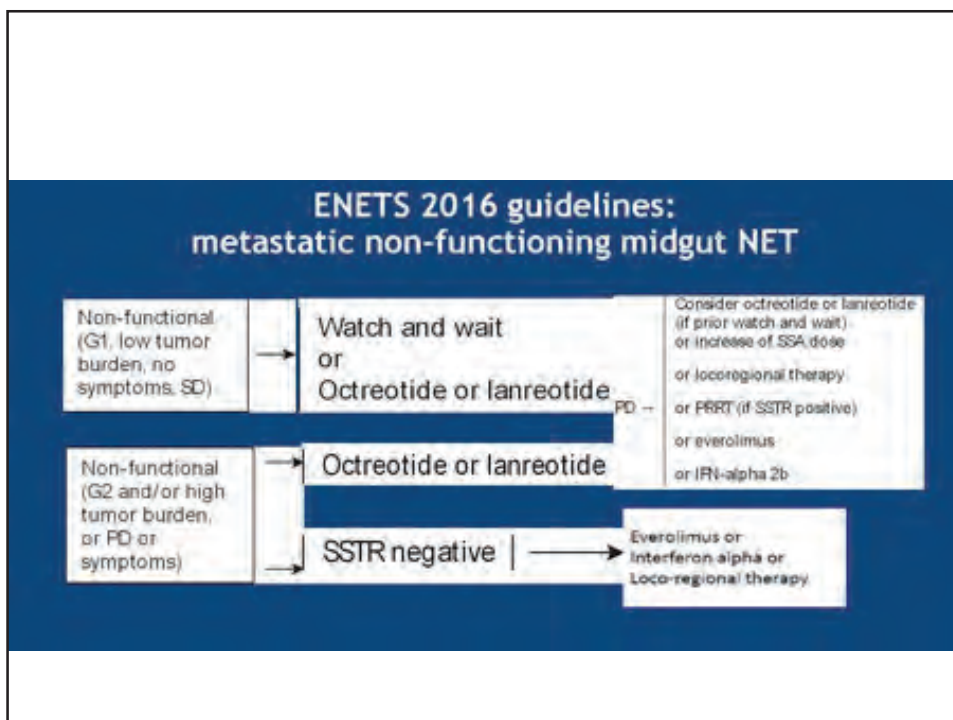 ENETS 2016 guidelines:
metastatic non-functioning midgut NET
Non-functional
(G1, low tumor
burden, no
symptoms, SD)
Watch and wait
or
Octreotide or lanreotide
PD
Consider octreotide or lanreotide
(if prior watch and wait)
or increase of SSA dose
or locoregional therapy
or PRRT (if SSTR positive)
or everolimus
or IFN-alpha 2b
Non-functional
(G2 and/or high
tumor burden,
or PD or
symptoms)
Octreotide or lanreotide
SSTR negative
Everolimus or
Interferon alpha or
Loco-regional therapy